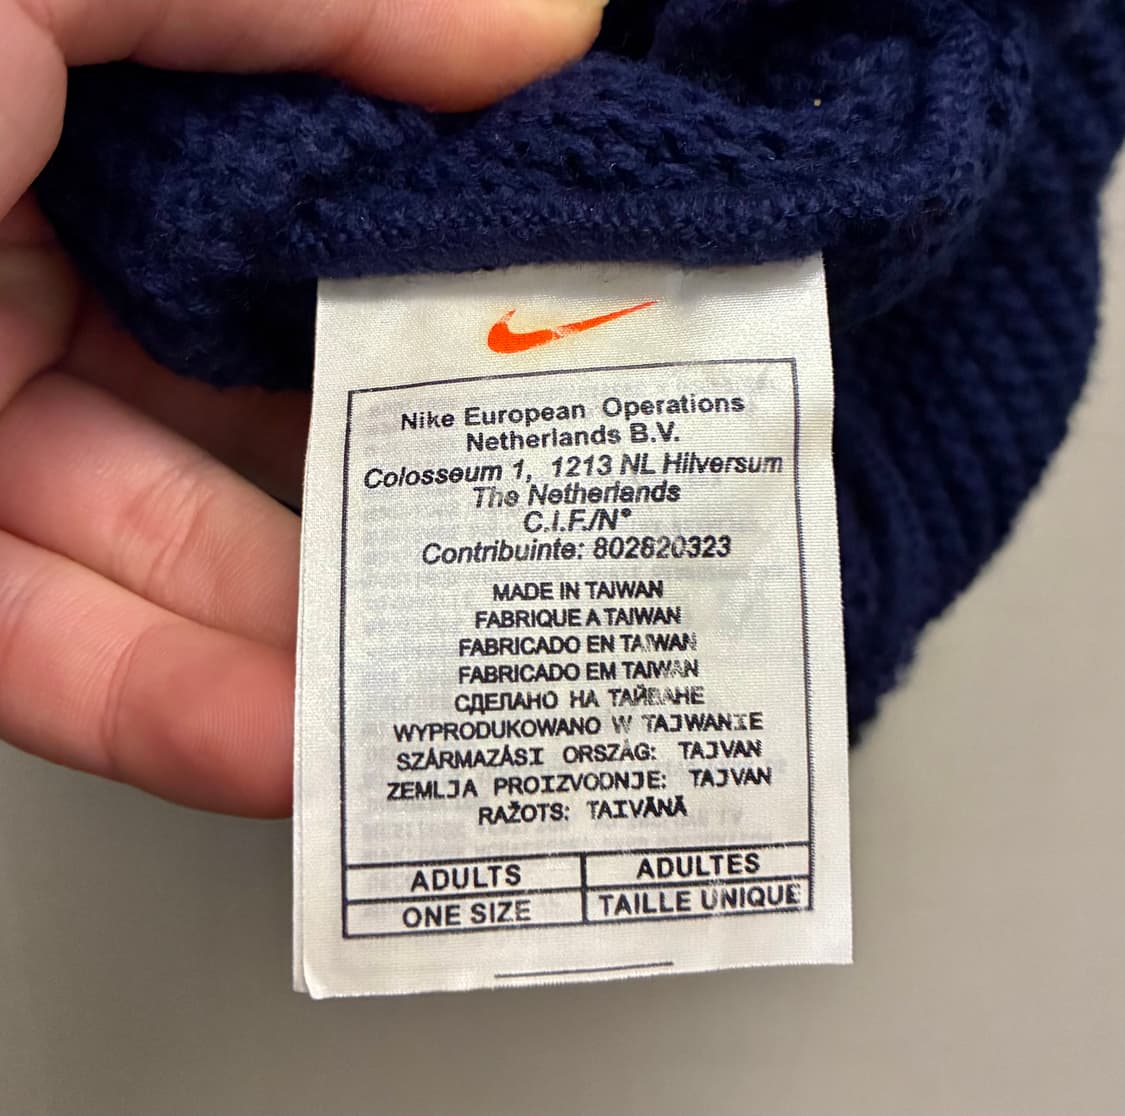 Nike European Operations
Netherlands B.V.
Colosseum 1, 1213 NL Hilversum
The Netherlands
C.I.F./N°
Contribuinte: 802620323
MADE IN TAIWAN
FABRIQUE A TAIWAN
FABRICADO EN TAIWAN
FABRICADO EM TAIWAN
СДЕЛАНО НА ТАЙВАНЕ
WYPRODUKOWANO W TAJWANIE
SZÁRMAZÁSI ORSZÁG: TAJVAN
ZEMLJA PROIZVODNJE: TAJVAN
RAŽOTS: TAIVĀNĀ
ADULTS ADULTES
ONE SIZE TAILLE UNIQUE